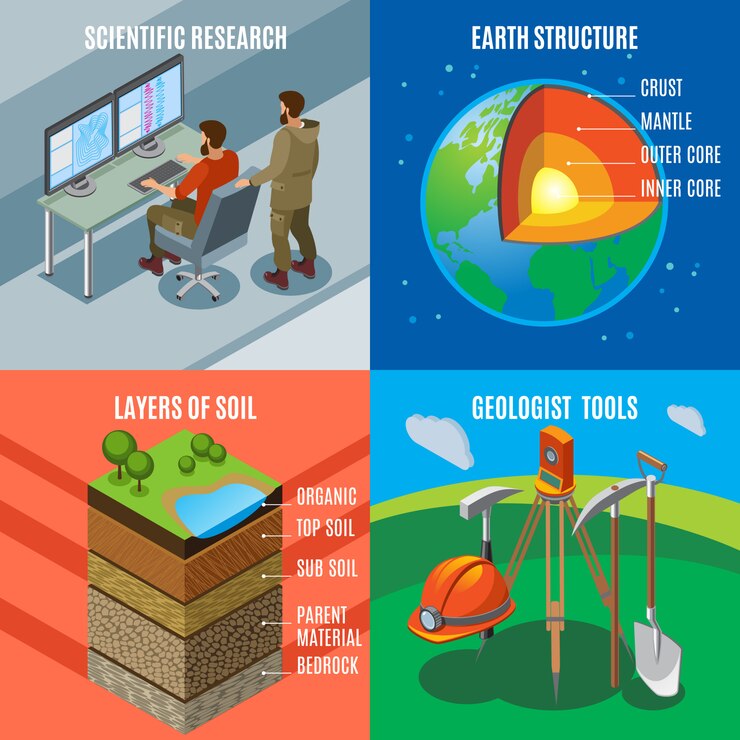 SCIENTIFIC RESEARCH
EARTH STRUCTURE
CRUST
MANTLE
OUTER CORE
INNER CORE
LAYERS OF SOIL
ORGANIC
TOP SOIL
SUB SOIL
PARENT
MATERIAL
BEDROCK
GEOLOGIST TOOLS